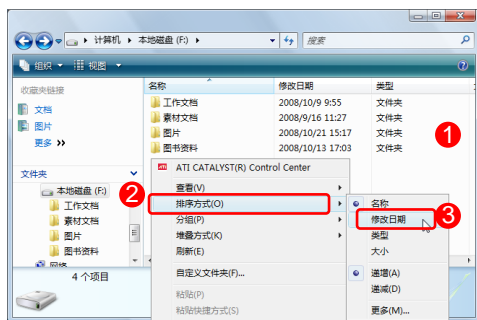 计算机 ▸ 本地磁盘 (F:) ▸
搜索
组织 视图
收藏夹链接
文档
图片
更多 »
文件夹
本地磁盘 (F:)
工作文档
素材文档
图片
图书资料
网络
名称 修改日期 类型
工作文档 2008/10/9 9:55 文件夹
素材文档 2008/9/16 11:27 文件夹
图片 2008/10/21 15:17 文件夹
图书资料 2008/10/13 17:03 文件夹
1
ATI CATALYST(R) Control Center
查看(V)
2
排序方式(O)
分组(P)
堆叠方式(K)
刷新(E)
自定义文件夹(F)...
粘贴(P)
粘贴快捷方式(S)
名称
修改日期
3
类型
大小
递增(A)
递减(D)
更多(M)...
4 个项目